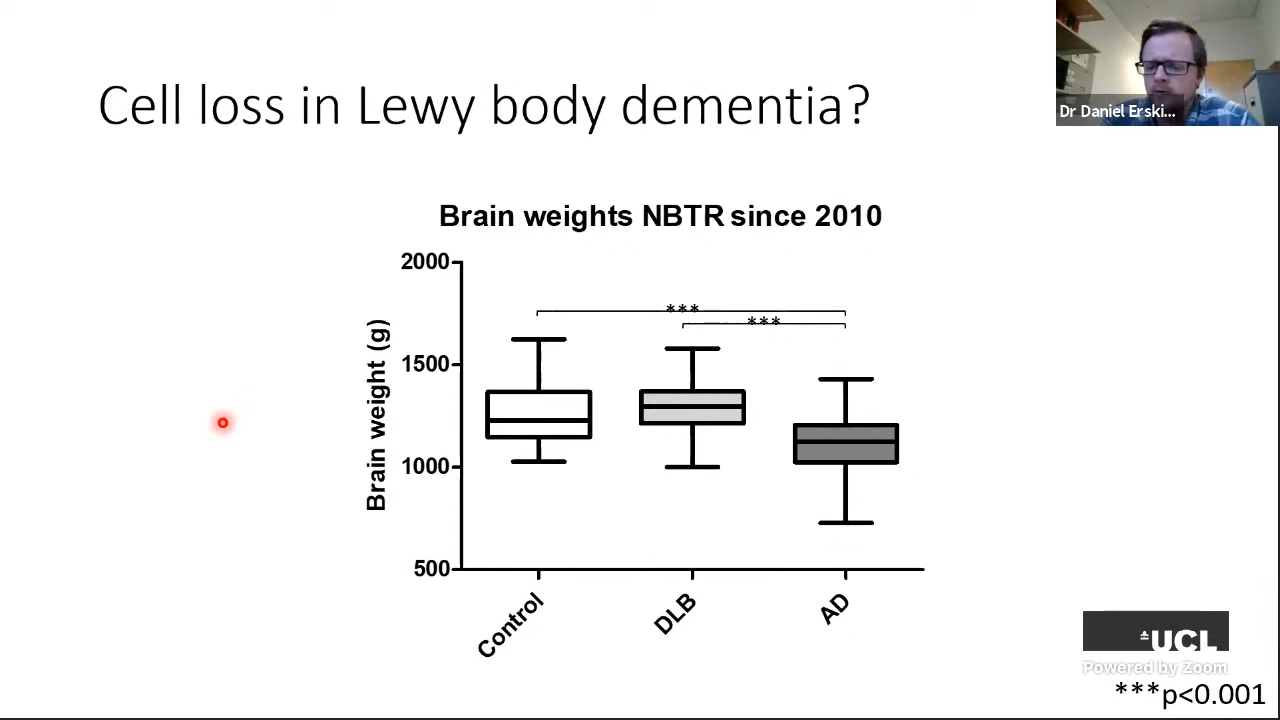 Cell loss in Lewy body dementia?
Dr Daniel Erski...
Brain weights NBTR since 2010
Brain weight (g)
2000
1500
1000
500
***
***
Control
DLB
AD
UCL
Powered by Zoom
***p<0.001